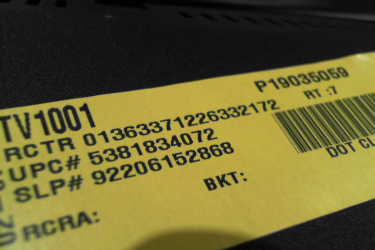 P19035059
TV1001
RT :7
RCTR 01363371226332172
UPC# 5381834072
SLP# 92206152868
BKT:
RCRA: